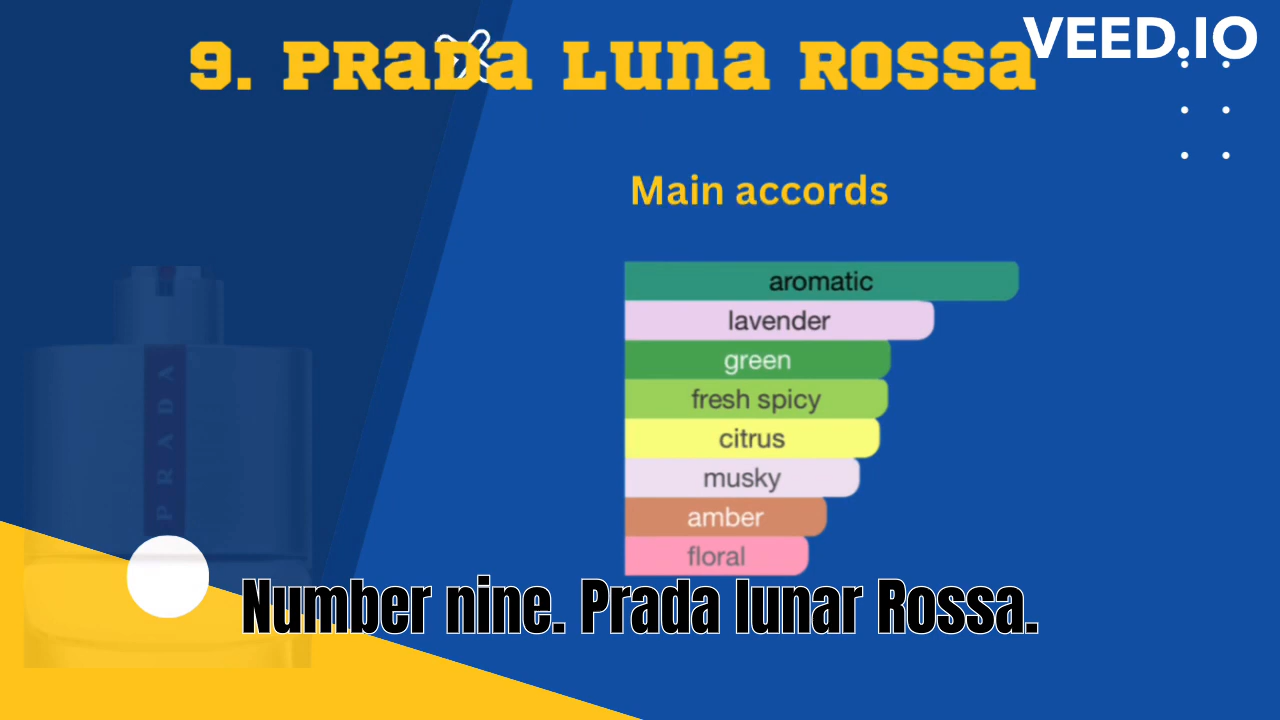 9. PRADA LUNA ROSSA
VEED.IO
Main accords
aromatic
lavender
green
fresh spicy
citrus
musky
amber
floral
PRADA
Number nine. Prada lunar Rossa.